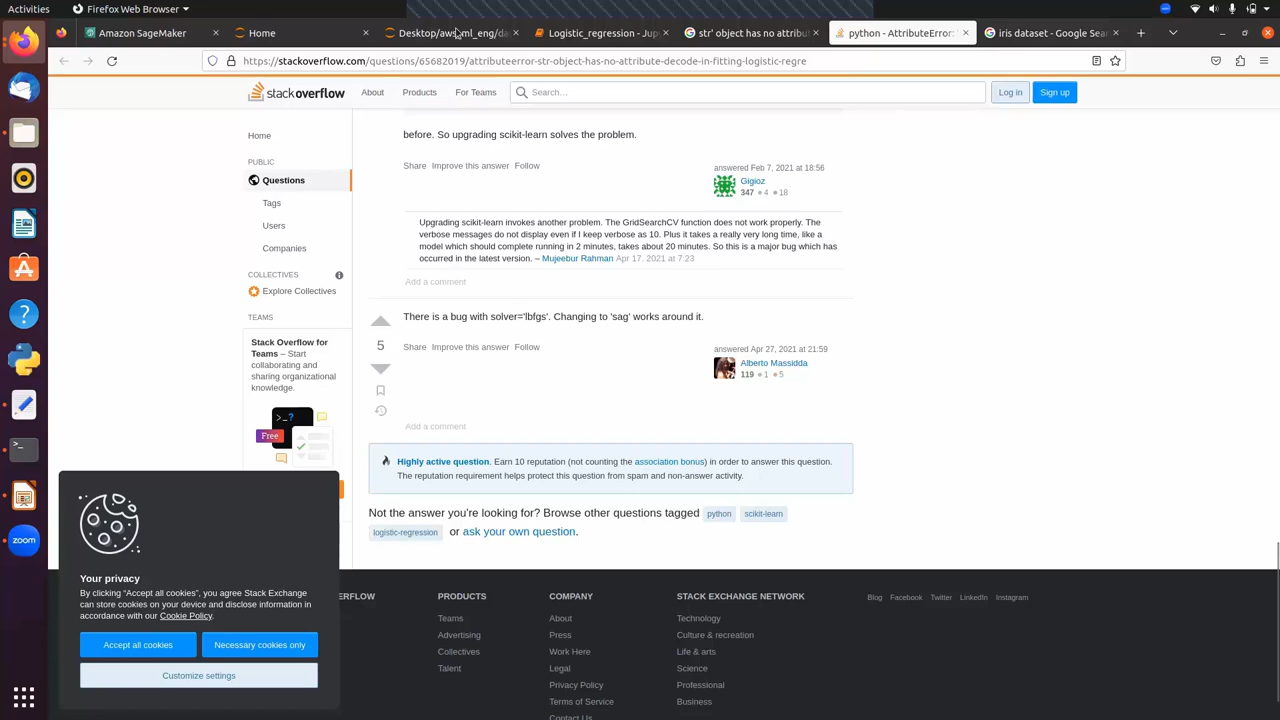 Firefox Web Browser
Jun 15 15:19
Amazon SageMaker
Home
Desktop/aws_ml_eng/da
Logistic_regression - Jup
str' object has no attribut
python - AttributeError:
iris dataset - Google Sea
https://stackoverflow.com/questions/65682019/attributeerror-str-object-has-no-attribute-decode-in-fitting-logistic-regre
stackoverflow
About
Products
For Teams
Search…
Log in
Sign up
Home
PUBLIC
Questions
Tags
Users
Companies
COLLECTIVES
Explore Collectives
TEAMS
Stack Overflow for
Teams – Start
collaborating and
sharing organizational
knowledge.
Free
before. So upgrading scikit-learn solves the problem.
Share Improve this answer Follow
answered Feb 7, 2021 at 18:56
Gigioz
347 4 18
Upgrading scikit-learn invokes another problem. The GridSearchCV function does not work properly. The
verbose messages do not display even if I keep verbose as 10. Plus it takes a really very long time, like a
model which should complete running in 2 minutes, takes about 20 minutes. So this is a major bug which has
occurred in the latest version. – Mujeebur Rahman Apr 17, 2021 at 7:23
Add a comment
There is a bug with solver='lbfgs'. Changing to 'sag' works around it.
5
Share Improve this answer Follow
answered Apr 27, 2021 at 21:59
Alberto Massidda
119 1 5
Add a comment
Highly active question. Earn 10 reputation (not counting the association bonus) in order to answer this question.
The reputation requirement helps protect this question from spam and non-answer activity.
Not the answer you're looking for? Browse other questions tagged python scikit-learn
logistic-regression or ask your own question.
zoom
Your privacy
By clicking “Accept all cookies”, you agree Stack Exchange
can store cookies on your device and disclose information in
accordance with our Cookie Policy.
Accept all cookies
Necessary cookies only
Customize settings
ERFLOW
PRODUCTS
Teams
Advertising
Collectives
Talent
COMPANY
About
Press
Work Here
Legal
Privacy Policy
Terms of Service
Contact Us
STACK EXCHANGE NETWORK
Technology
Culture & recreation
Life & arts
Science
Professional
Business
Blog Facebook Twitter LinkedIn Instagram